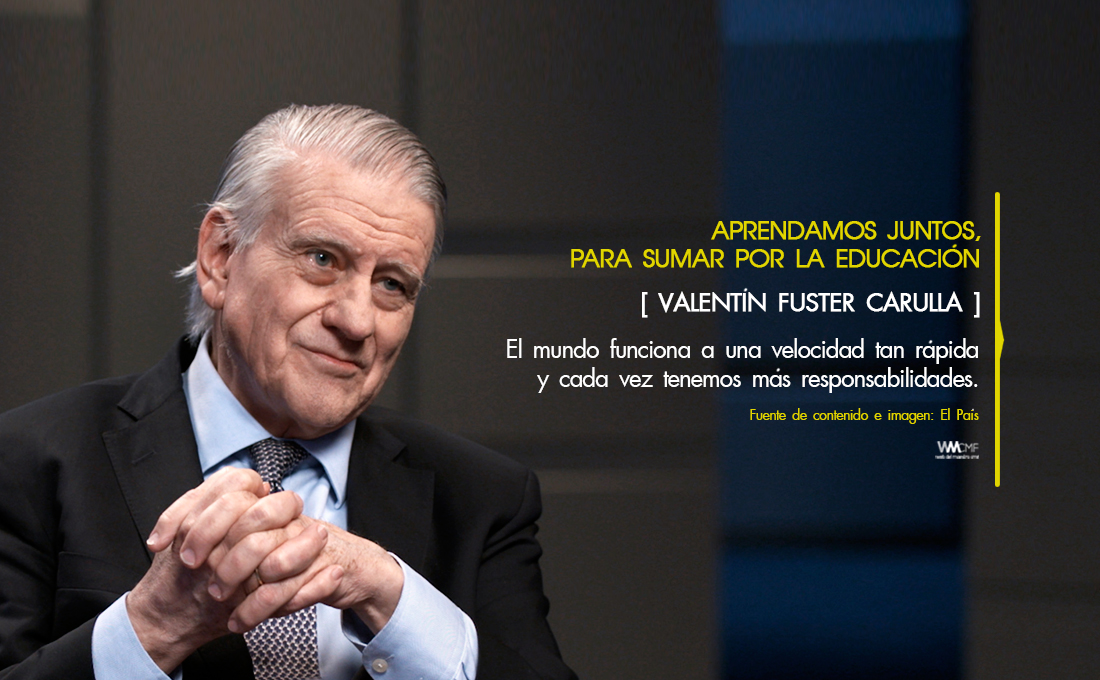 APRENDAMOS JUNTOS,
PARA SUMAR POR LA EDUCACIÓN
[ VALENTÍN FUSTER CARULLA ]
El mundo funciona a una velocidad tan rápida
y cada vez tenemos más responsabilidades.
Fuente de contenido e imagen: El País
CMF